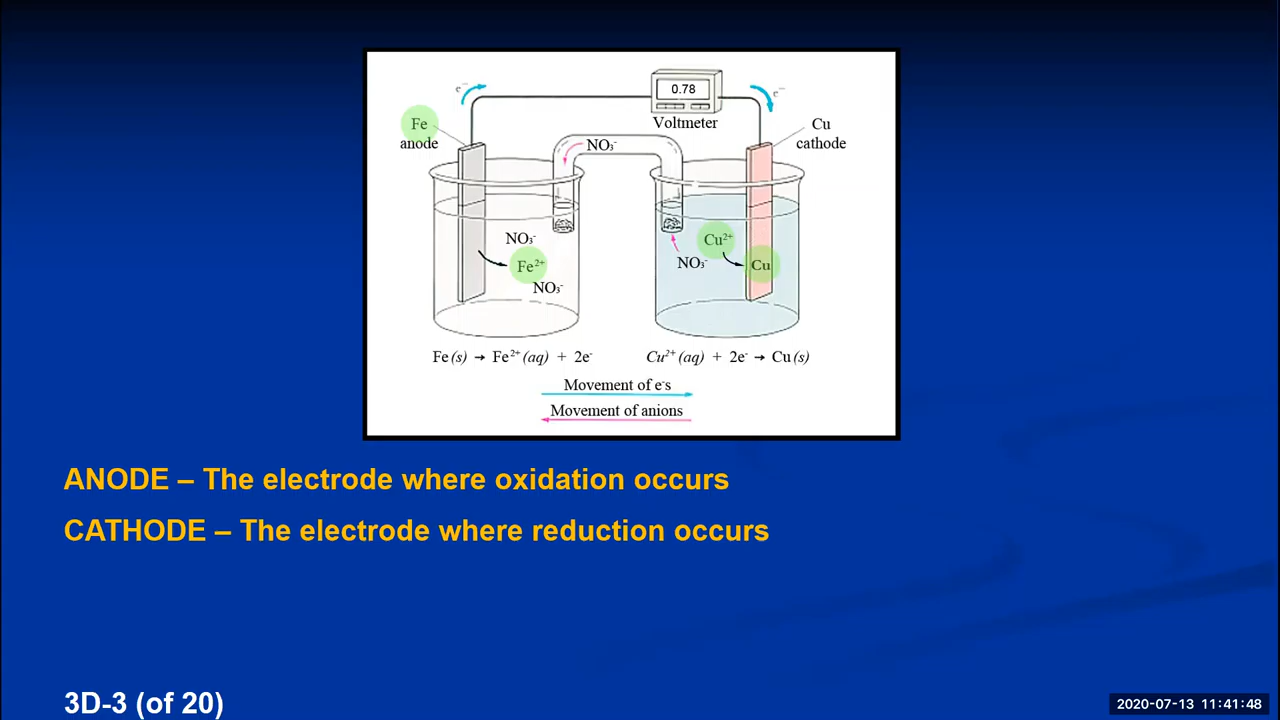 e⁻
0.78
e⁻
Voltmeter
Fe
anode
Cu
cathode
NO₃⁻
NO₃⁻
Fe²⁺
NO₃⁻
Cu²⁺
Cu
NO₃⁻
Fe (s) → Fe²⁺ (aq) + 2e⁻
Cu²⁺ (aq) + 2e⁻ → Cu (s)
Movement of e⁻s
Movement of anions
ANODE – The electrode where oxidation occurs
CATHODE – The electrode where reduction occurs
3D-3 (of 20)
2020-07-13 11:41:48